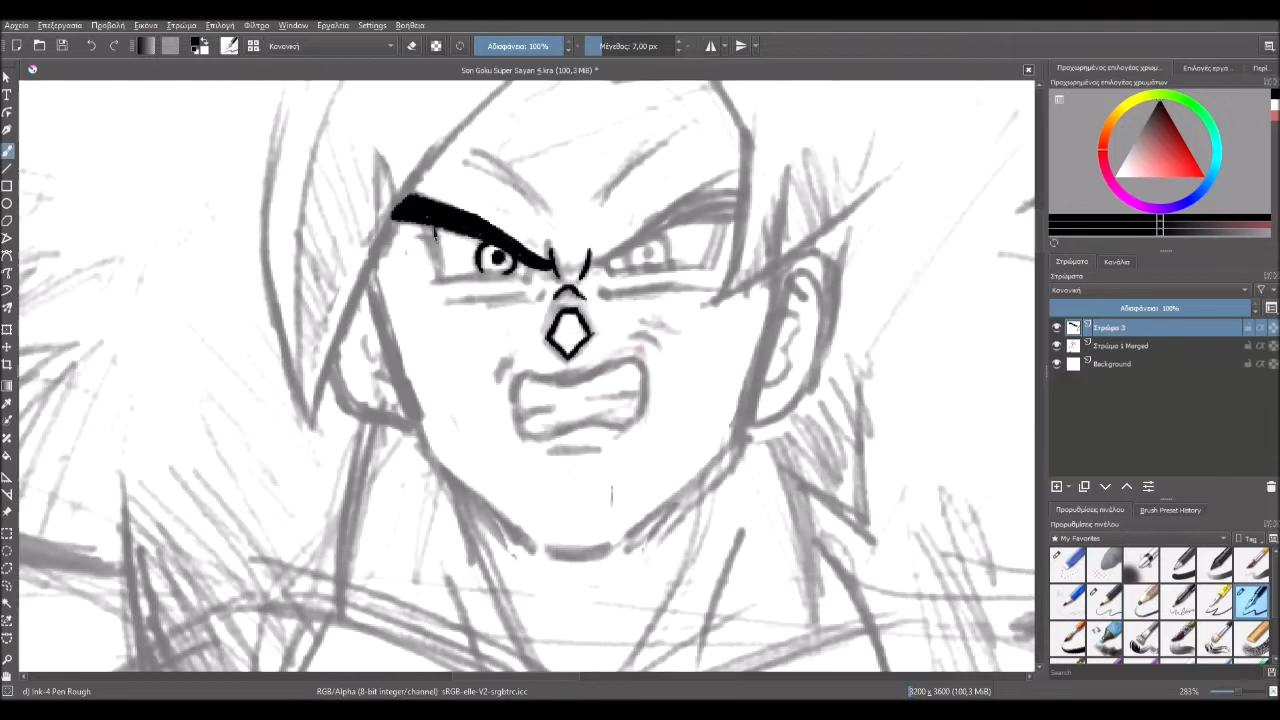 Αρχείο Επεξεργασία Προβολή Εικόνα Στρώμα Επιλογή Φίλτρο Window Εργαλεία Settings Βοήθεια
Κανονική Αδιαφάνεια: 100% Μέγεθος: 7,00 px
Son Goku Super Sayan 4.kra (100,3 MiB) *
Προχωρημένος επιλογέας χρωμ... Επιλογές εργα... Περί...
Προχωρημένος επιλογέας χρωμάτων
Στρώματα Κανάλια
Στρώματα
Κανονική
Αδιαφάνεια: 100%
Στρώμα 3
Στρώμα 1 Merged
Background
Προρυθμίσεις πινέλου Brush Preset History
Προρυθμίσεις πινέλου
★ My Favorites Tag
Search
d) Ink-4 Pen Rough RGB/Alpha (8-bit integer/channel) sRGB-elle-V2-srgbtrc.icc 3200 x 3600 (100,3 MiB) 283%